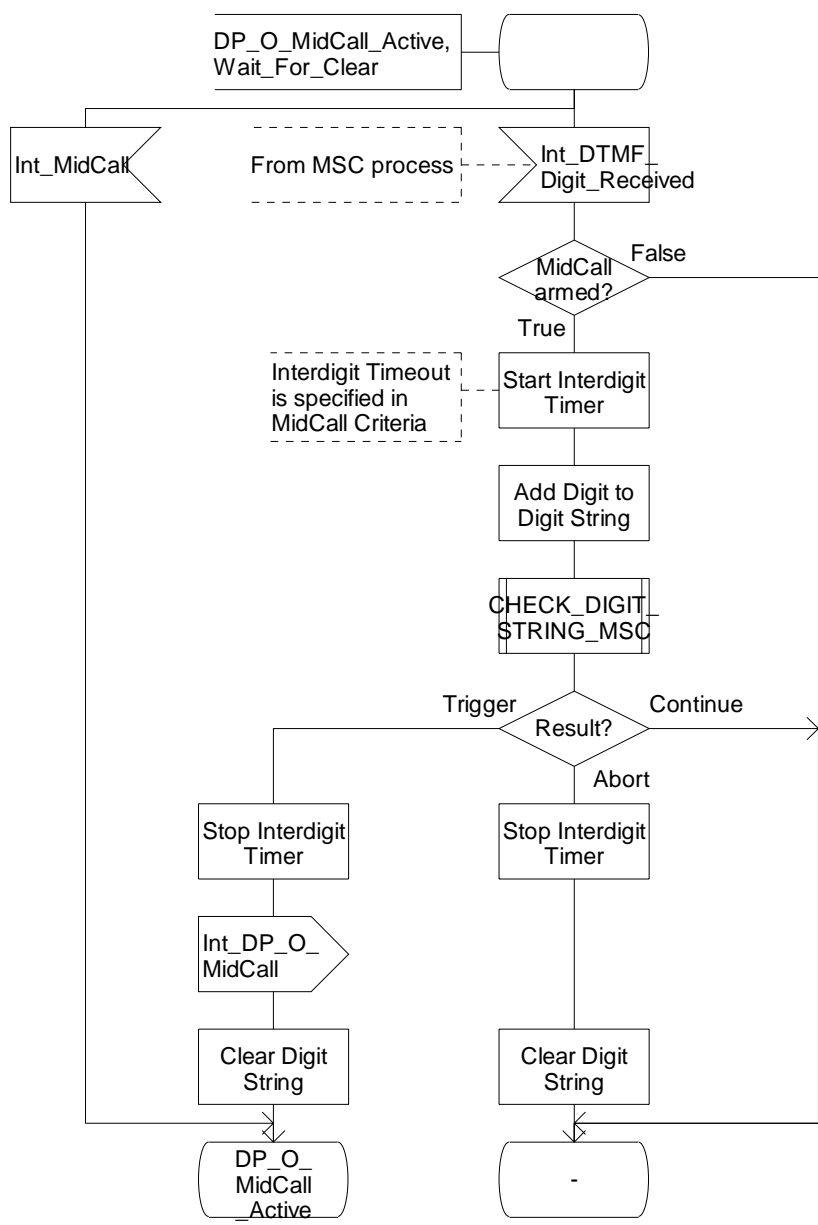 DP_O_MidCall_Active,
Wait_For_Clear
Int_MidCall
From MSC process
Int_DTMF_
Digit_Received
MidCall
armed?
False
True
Interdigit Timeout
is specified in
MidCall Criteria
Start Interdigit
Timer
Add Digit to
Digit String
CHECK_DIGIT_
STRING_MSC
Trigger
Result?
Continue
Abort
Stop Interdigit
Timer
Stop Interdigit
Timer
Int_DP_O_
MidCall
Clear Digit
String
Clear Digit
String
DP_O_
MidCall
_Active
-